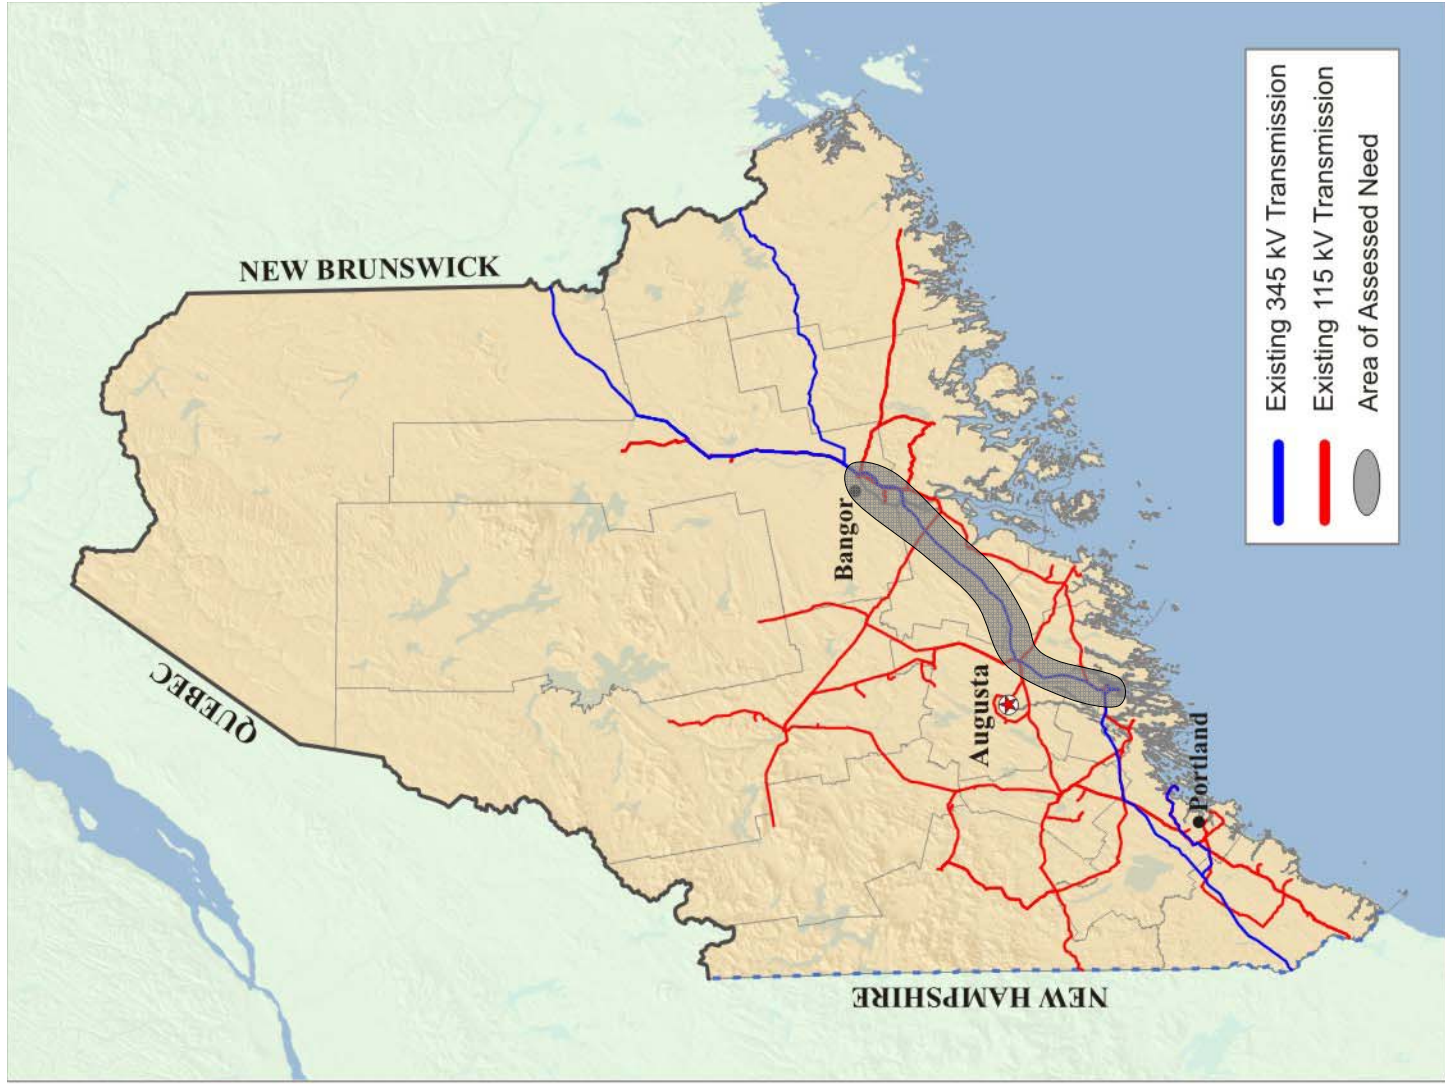 QUEBEC
NEW BRUNSWICK
NEW HAMPSHIRE
Bangor
Augusta
Portland
Existing 345 kV Transmission
Existing 115 kV Transmission
Area of Assessed Need